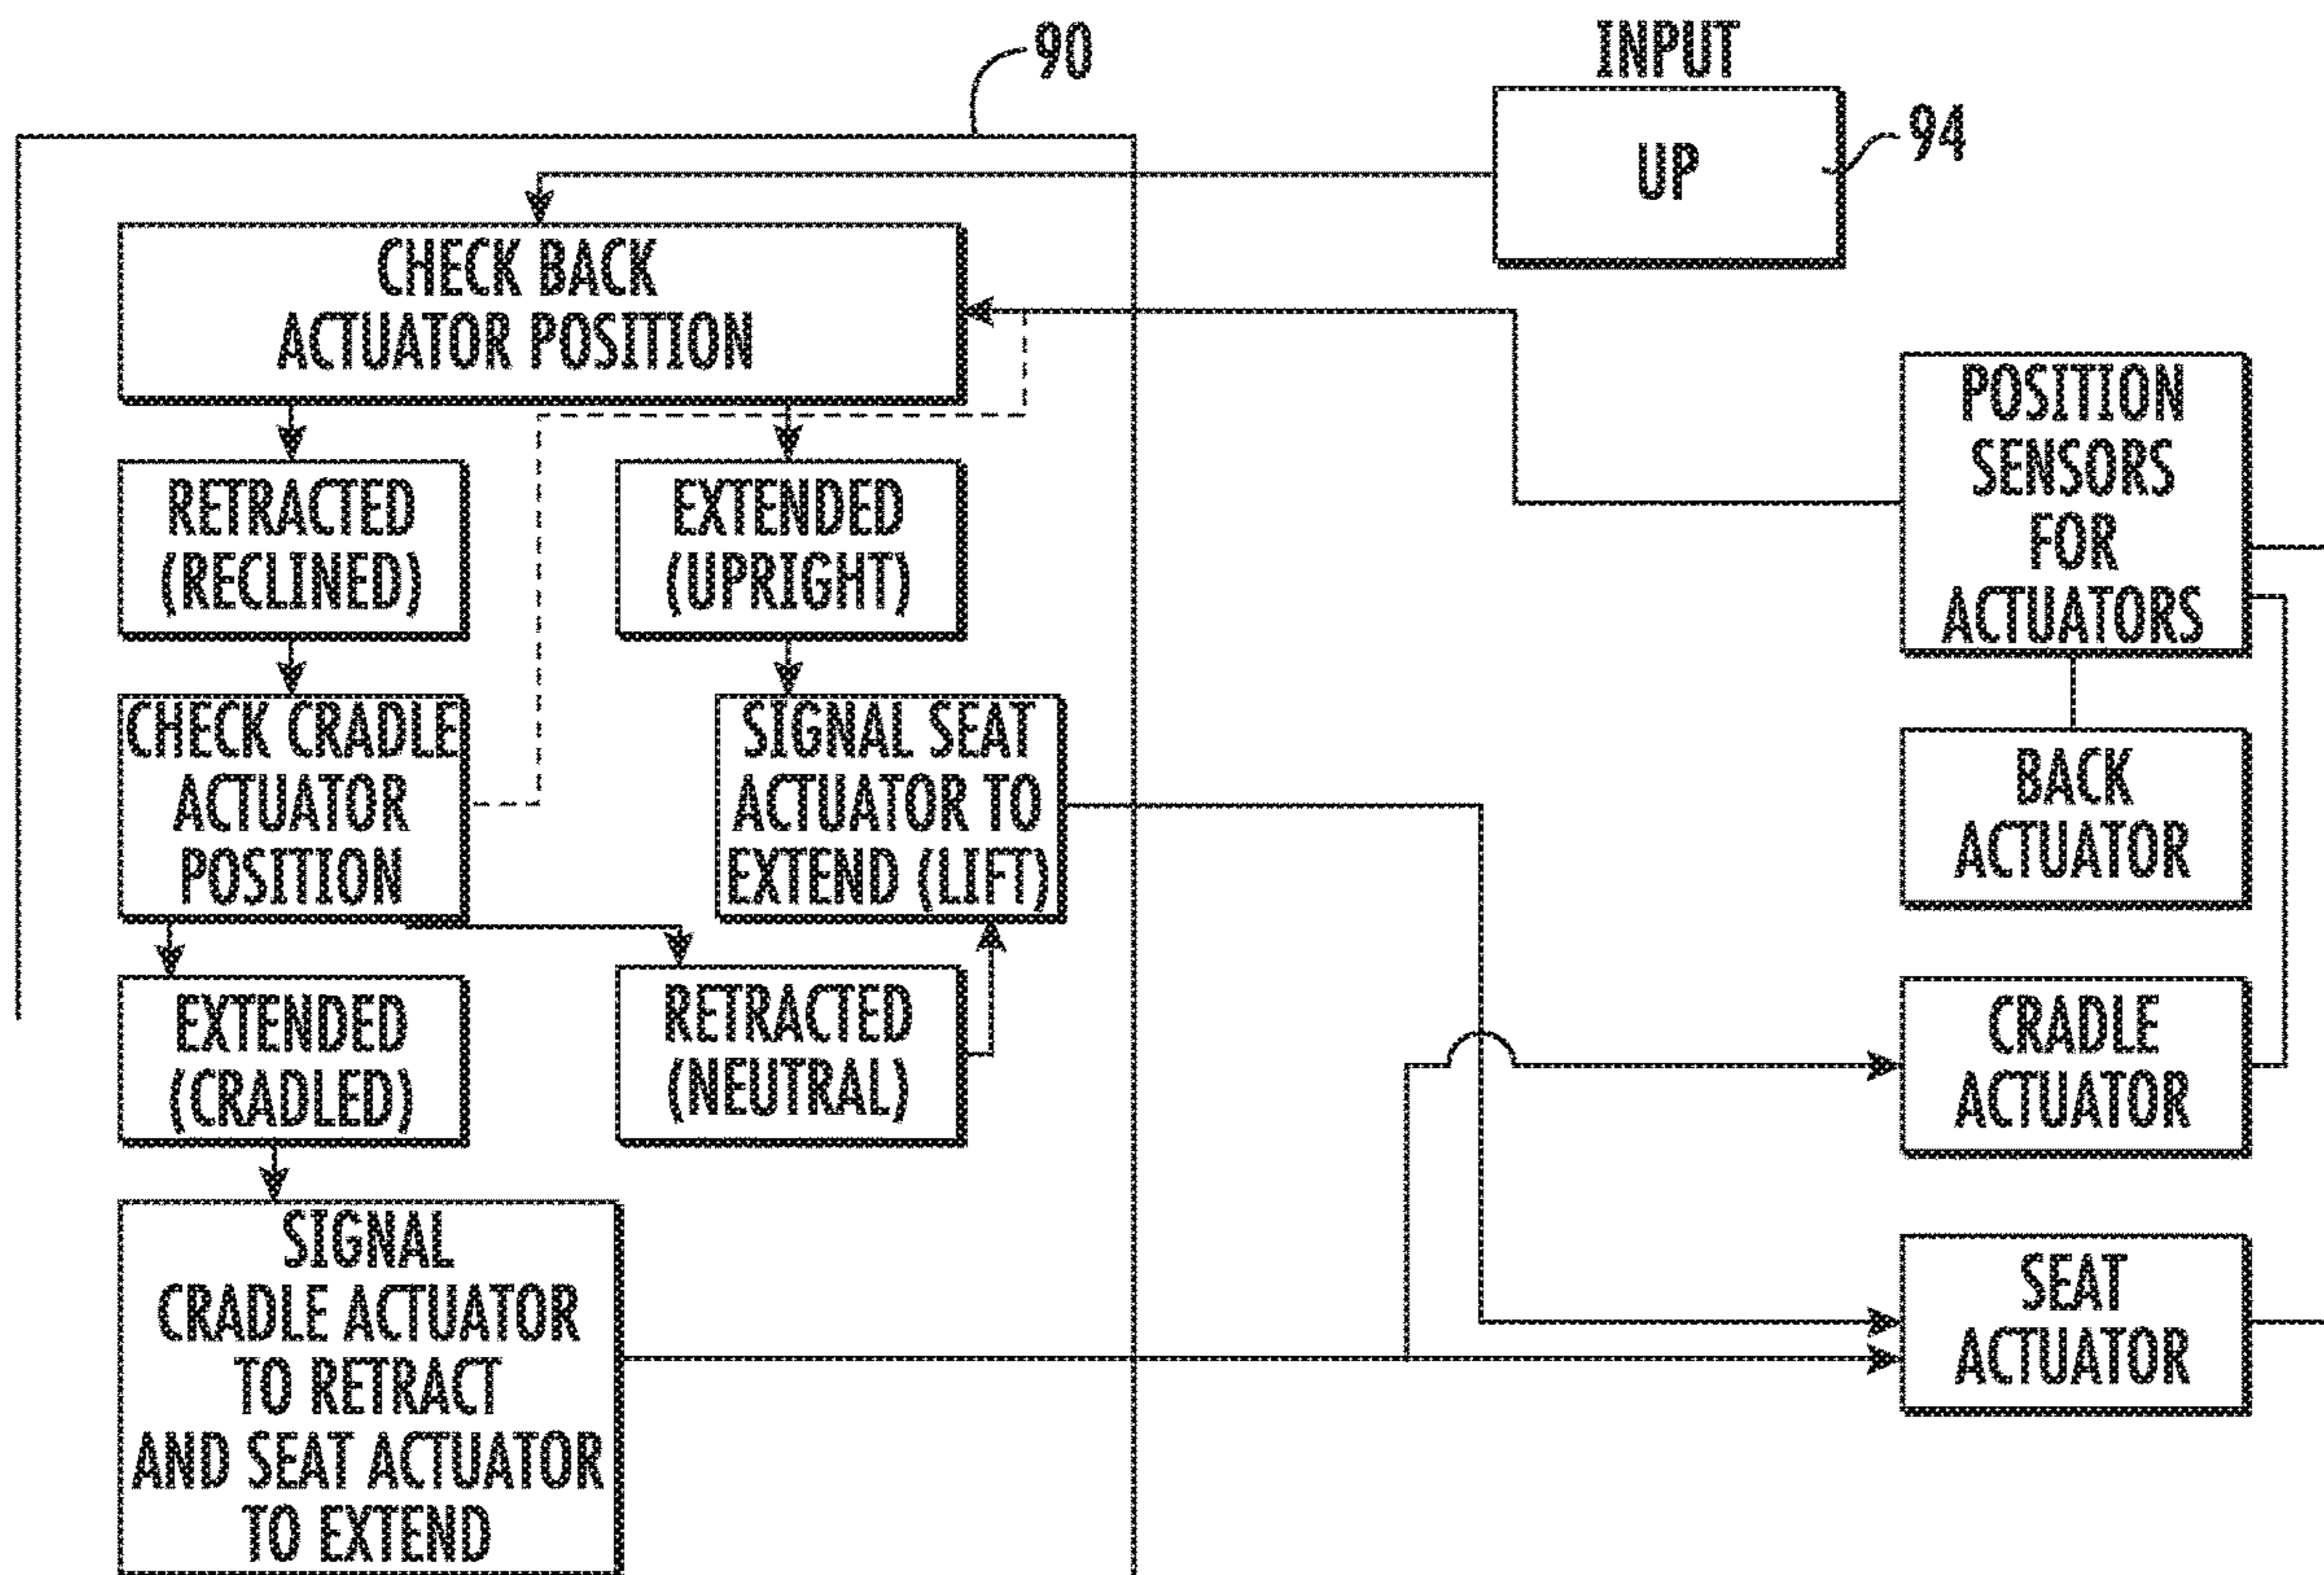 90
INPUT
UP
94
CHECK BACK
ACTUATOR POSITION
RETRACTED
(RECLINED)
EXTENDED
(UPRIGHT)
POSITION
SENSORS
FOR
ACTUATORS
CHECK CRADLE
ACTUATOR
POSITION
SIGNAL SEAT
ACTUATOR TO
EXTEND (LIFT)
BACK
ACTUATOR
EXTENDED
(CRADLED)
RETRACTED
(NEUTRAL)
CRADLE
ACTUATOR
SIGNAL
CRADLE ACTUATOR
TO RETRACT
AND SEAT ACTUATOR
TO EXTEND
SEAT
ACTUATOR